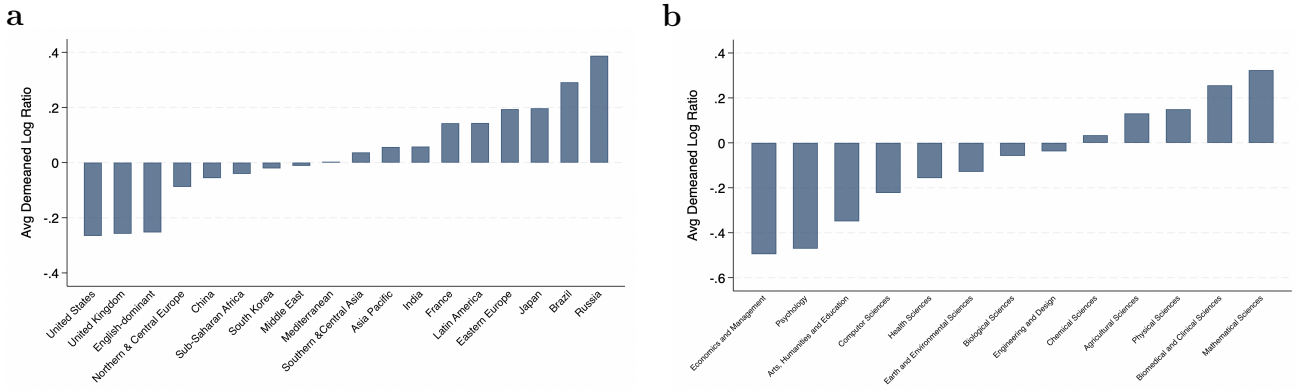 a
Avg Demeaned Log Ratio
.4
.2
0
-.2
-.4
United States
United Kingdom
English-dominant
Northern & Central Europe
China
Sub-Saharan Africa
South Korea
Middle East
Mediterranean
Southern &Central Asia
Asia Pacific
India
France
Latin America
Eastern Europe
Japan
Brazil
Russia
b
Avg Demeaned Log Ratio
.4
.2
0
-.2
-.4
-.6
Economics and Management
Psychology
Arts, Humanities and Education
Computor Sciences
Health Sciences
Earth and Environmental Sciences
Biological Sciences
Engineering and Design
Chemical Sciences
Agricultural Sciences
Physical Sciences
Biomedical and Clinical Sciences
Mathematical Sciences